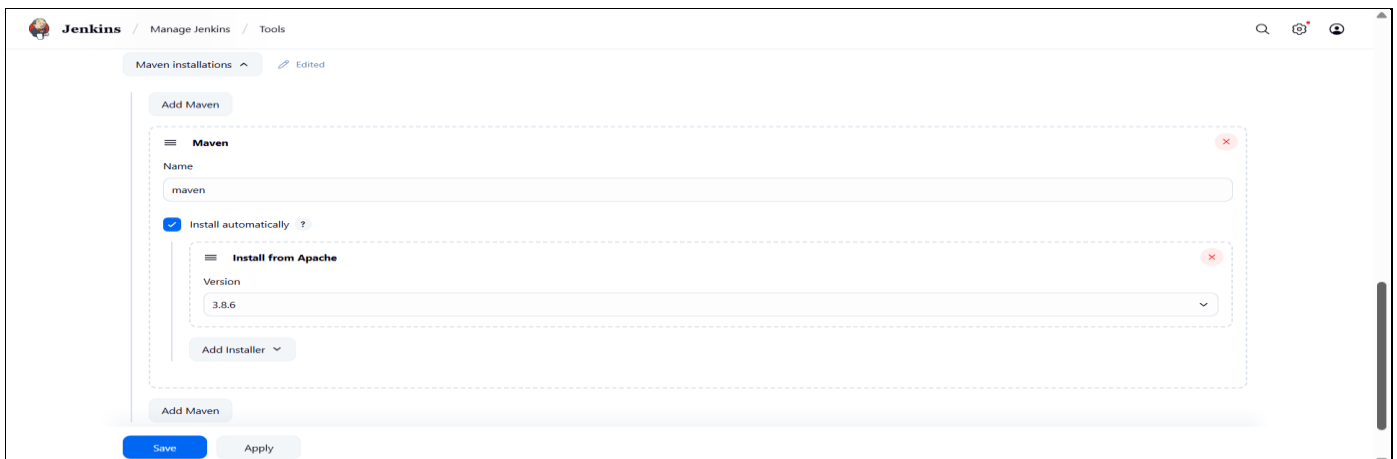 Jenkins / Manage Jenkins / Tools
Maven installations Edited
Add Maven
Maven
Name
maven
Install automatically ?
Install from Apache
Version
3.8.6
Add Installer
Add Maven
Save Apply